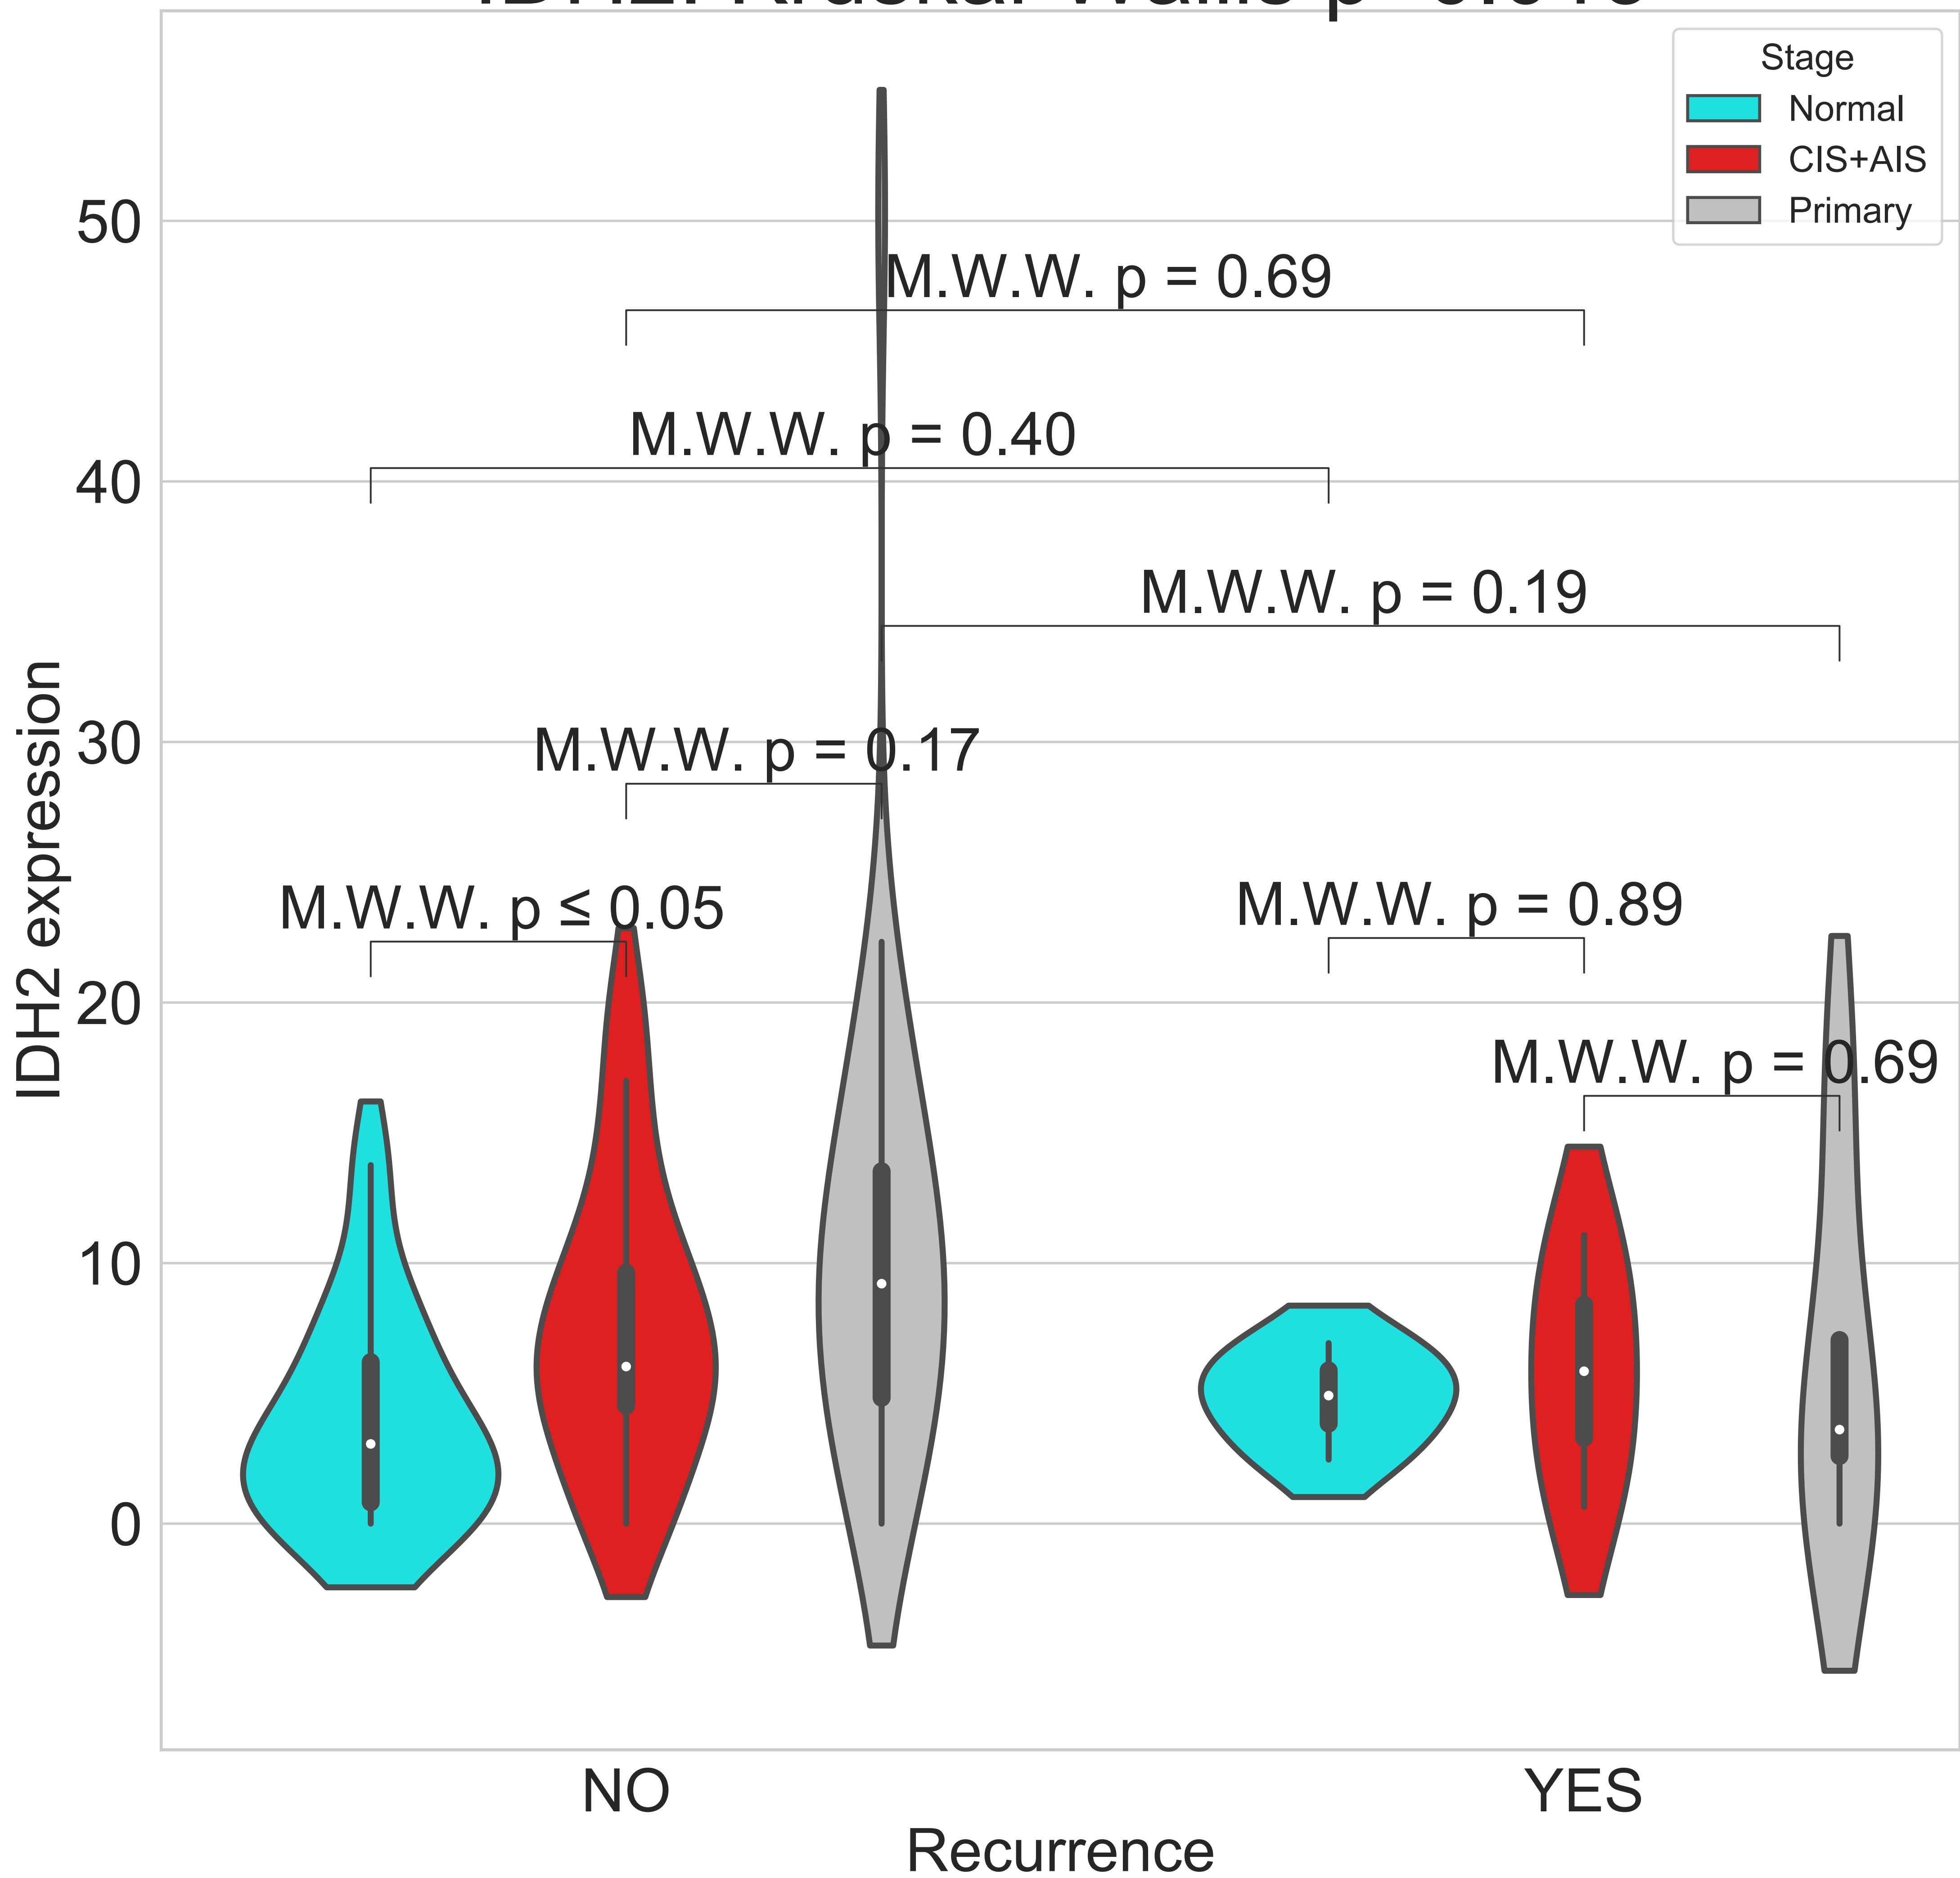 Stage
Normal
CIS+AIS
Primary
50
M.W.W. p = 0.69
M.W.W. p = 0.40
40
M.W.W. p = 0.19
30
M.W.W. p = 0.17
M.W.W. p ≤ 0.05
M.W.W. p = 0.89
20
M.W.W. p = 0.69
10
0
IDH2 expression
NO
YES
Recurrence